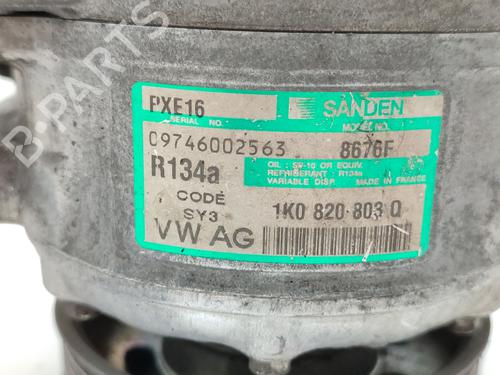 B-PARTS
PXE16 SANDEN
SERIAL NO. MODEL NO.
09746002563 8676F
R134a
OIL : SP-10 OR EQUIV.
REFRIGERANT : R134a
VARIABLE DISP. MADE IN FRANCE
CODE
SY3
1K0 820 803 Q
VW AG